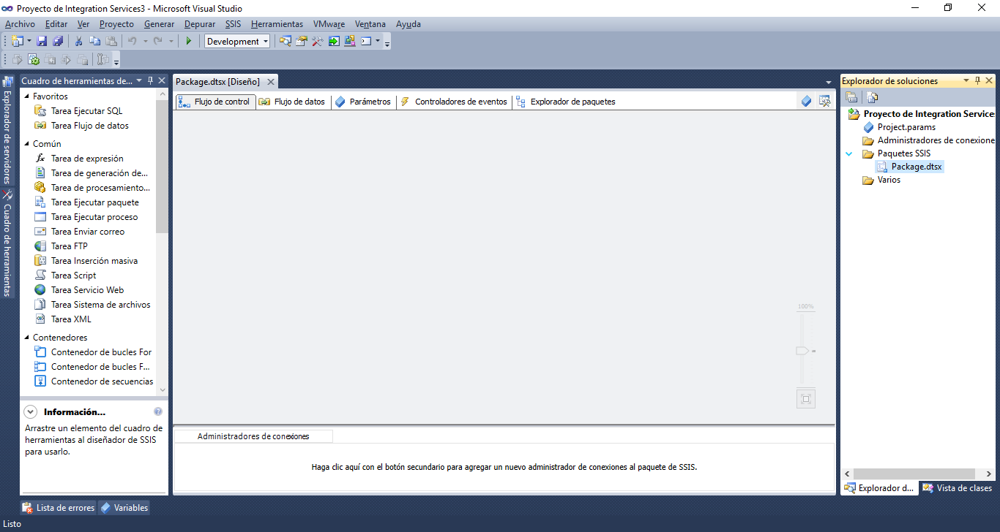 Proyecto de Integration Services3 - Microsoft Visual Studio
Archivo Editar Ver Proyecto Generar Depurar SSIS Herramientas VMware Ventana Ayuda
Development
Explorador de servidores
Cuadro de herramientas
Cuadro de herramientas de...
Favoritos
Tarea Ejecutar SQL
Tarea Flujo de datos
Común
Tarea de expresión
Tarea de generación de...
Tarea de procesamiento...
Tarea Ejecutar paquete
Tarea Ejecutar proceso
Tarea Enviar correo
Tarea FTP
Tarea Inserción masiva
Tarea Script
Tarea Servicio Web
Tarea Sistema de archivos
Tarea XML
Contenedores
Contenedor de bucles For
Contenedor de bucles F...
Contenedor de secuencias
Información...
Arrastre un elemento del cuadro de
herramientas al diseñador de SSIS
para usarlo.
Package.dtsx [Diseño]
Flujo de control Flujo de datos Parámetros Controladores de eventos Explorador de paquetes
100%
Administradores de conexiones
Haga clic aquí con el botón secundario para agregar un nuevo administrador de conexiones al paquete de SSIS.
Explorador de soluciones
Proyecto de Integration Service
Project.params
Administradores de conexione
Paquetes SSIS
Package.dtsx
Varios
Explorador d... Vista de clases
Lista de errores Variables
Listo